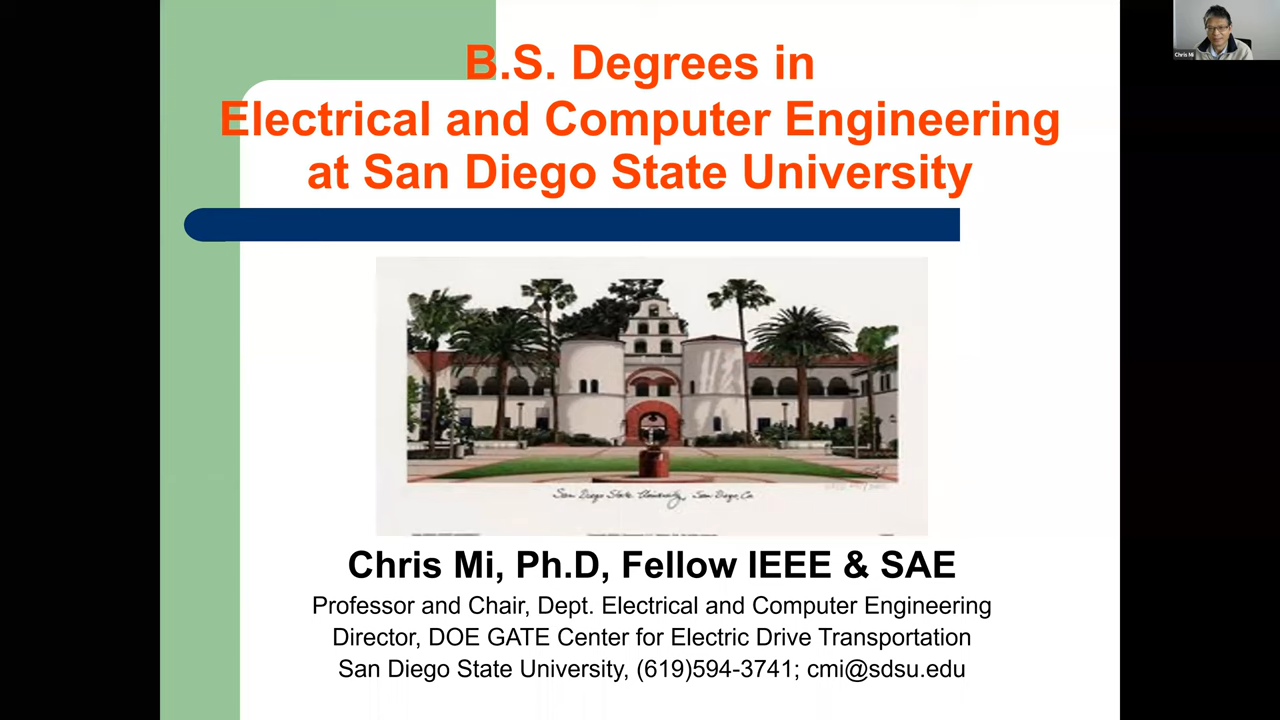 B.S. Degrees in
Electrical and Computer Engineering
at San Diego State University
Chris Mi
San Diego State University, San Diego, Ca
Chris Mi, Ph.D, Fellow IEEE & SAE
Professor and Chair, Dept. Electrical and Computer Engineering
Director, DOE GATE Center for Electric Drive Transportation
San Diego State University, (619)594-3741; cmi@sdsu.edu